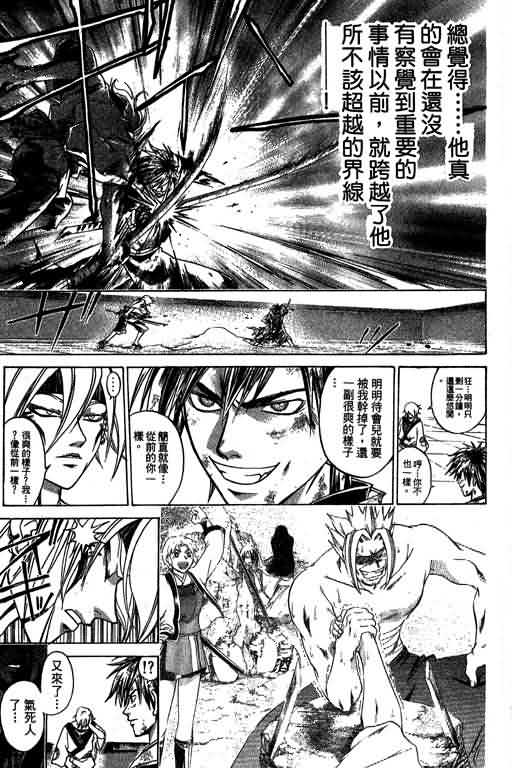 總覺得……他真
的會在還沒
有察覺到重要的
事情以前，就跨越了他
所不該超越的界線
──！
狂…明明只
剩一分鐘，
還這麼悠閒
哼…你不
也一樣。
明明待會兒就要
被我幹掉了，還
一副很爽的樣子
簡直就像
從前的你一
樣。
…
很爽的樣子？我…
？像從前一樣？
!?
又來了…
氣死人
了…